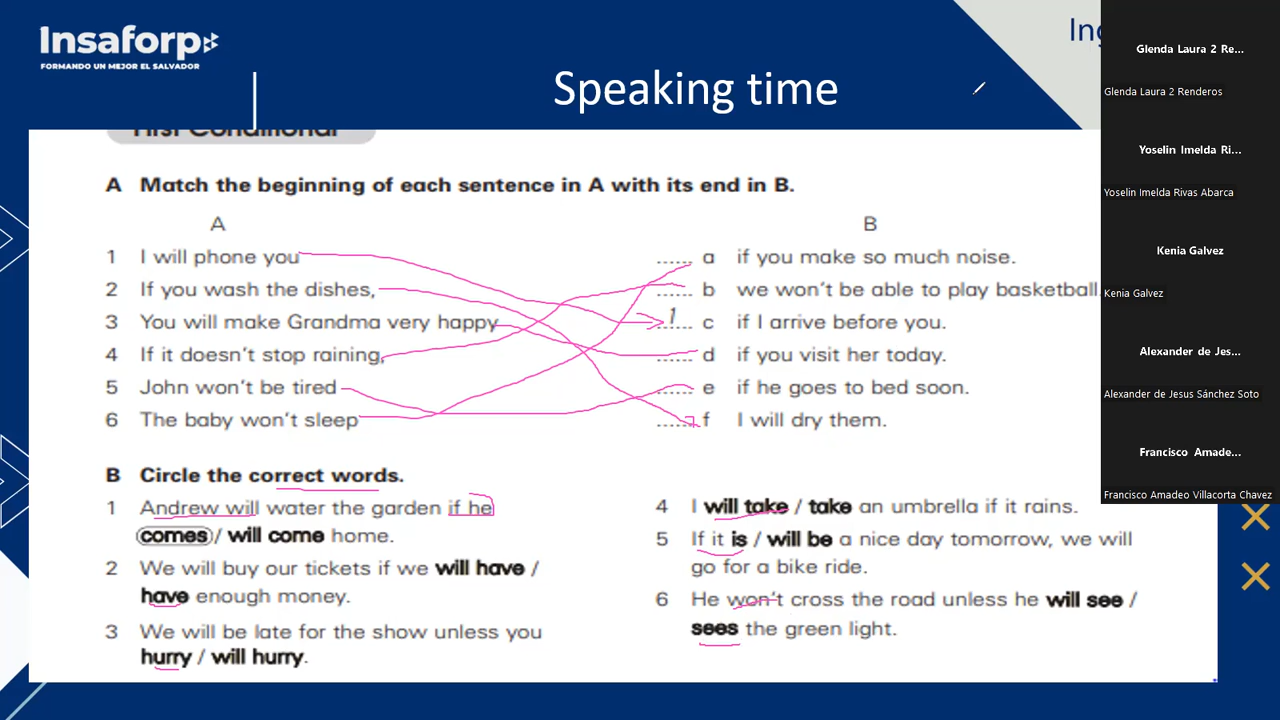 Insaforp
FORMANDO UN MEJOR EL SALVADOR
Ing
Speaking time
First Conditional
A Match the beginning of each sentence in A with its end in B.
A
B
1 I will phone you
...... a if you make so much noise.
2 If you wash the dishes,
...... b we won't be able to play basketball.
3 You will make Grandma very happy
...1... c if I arrive before you.
4 If it doesn't stop raining,
...... d if you visit her today.
5 John won't be tired
...... e if he goes to bed soon.
6 The baby won't sleep
...... f I will dry them.
B Circle the correct words.
1 Andrew will water the garden if he
comes / will come home.
2 We will buy our tickets if we will have /
have enough money.
3 We will be late for the show unless you
hurry / will hurry.
4 I will take / take an umbrella if it rains.
5 If it is / will be a nice day tomorrow, we will
go for a bike ride.
6 He won't cross the road unless he will see /
sees the green light.
Glenda Laura 2 Re...
Glenda Laura 2 Renderos
Yoselin Imelda Ri...
Yoselin Imelda Rivas Abarca
Kenia Galvez
Kenia Galvez
Alexander de Jes...
Alexander de Jesus Sánchez Soto
Francisco Amade...
Francisco Amadeo Villacorta Chavez